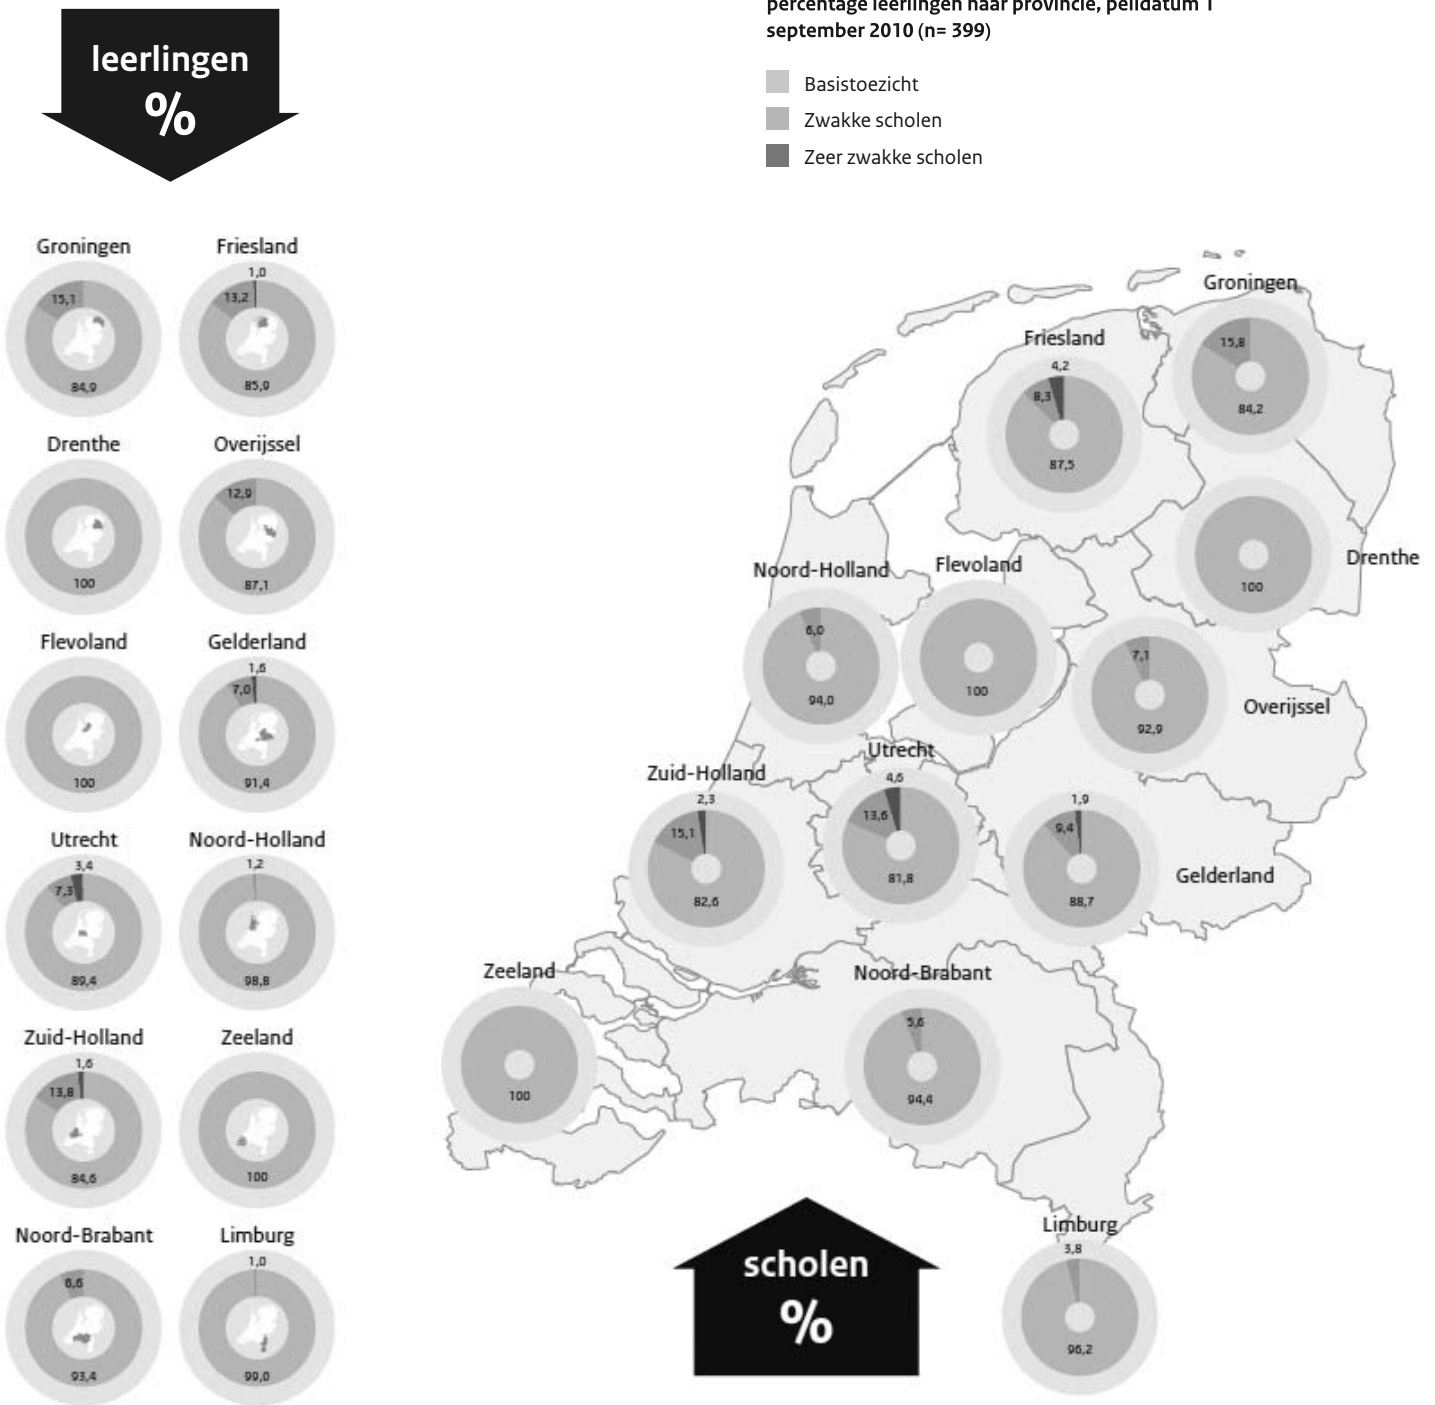 leerlingen
%
percentage leerlingen naar provincie, peildatum 1
september 2010 (n= 399)
Basistoezicht
Zwakke scholen
Zeer zwakke scholen
Groningen
15,1
84,9
Friesland
1,0
13,2
85,9
Drenthe
100
Overijssel
12,9
87,1
Flevoland
100
Gelderland
1,6
7,0
91,4
Utrecht
3,4
7,3
89,4
Noord-Holland
1,2
98,8
Zuid-Holland
1,6
13,8
84,6
Zeeland
100
Noord-Brabant
6,6
93,4
Limburg
1,0
99,0
Groningen
15,8
84,2
Friesland
4,2
8,3
87,5
Drenthe
100
Noord-Holland
6,0
94,0
Flevoland
100
Overijssel
7,1
92,9
Utrecht
4,6
13,6
81,8
Zuid-Holland
2,3
15,1
82,6
Gelderland
1,9
9,4
88,7
Zeeland
100
Noord-Brabant
5,6
94,4
Limburg
3,8
96,2
scholen
%